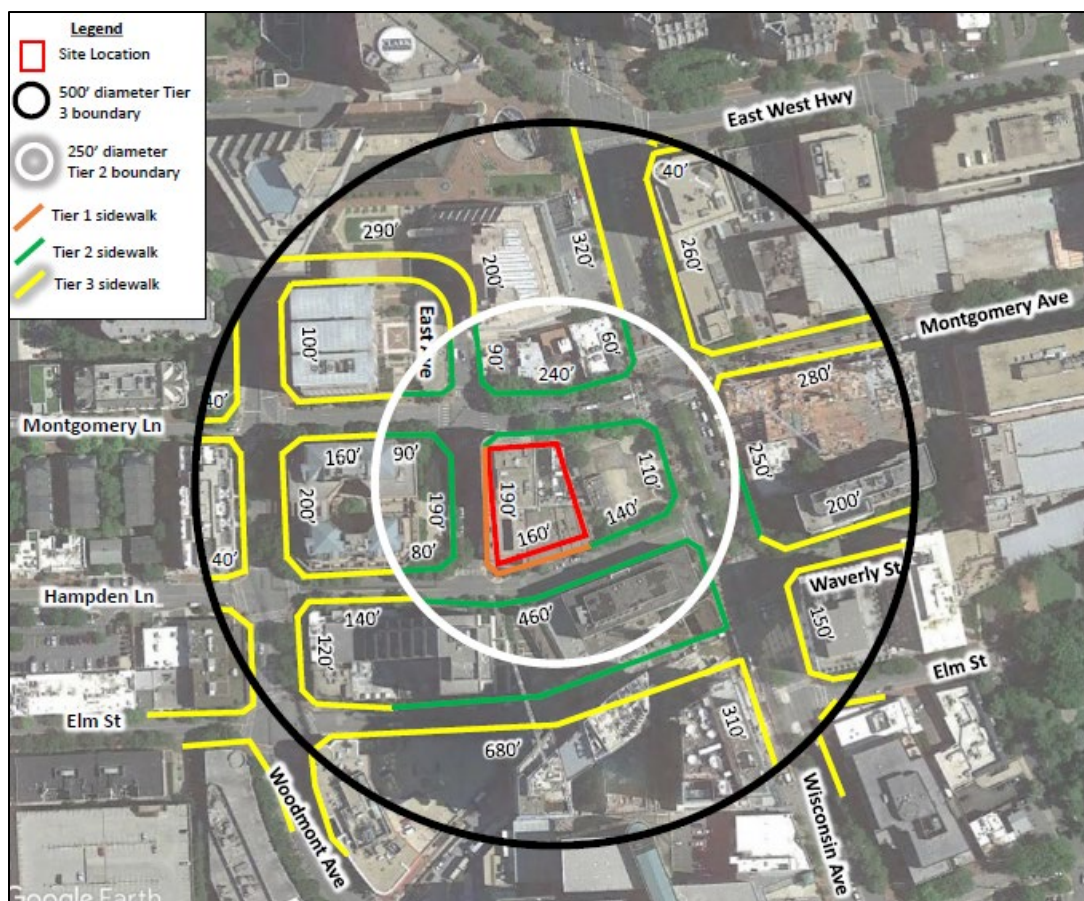 Legend
Site Location
500' diameter Tier
3 boundary
250' diameter
Tier 2 boundary
Tier 1 sidewalk
Tier 2 sidewalk
Tier 3 sidewalk
CLARK
East West Hwy
40'
290'
320'
200'
260'
Montgomery Ave
100'
East Ave
90'
60'
240'
280'
40'
Montgomery Ln
160'
90'
110'
250'
200'
190'
190'
140'
200'
160'
40'
80'
Hampden Ln
Waverly St
140'
460'
150'
120'
Elm St
Elm St
310'
680'
Woodmont Ave
Wisconsin Ave
Google Earth